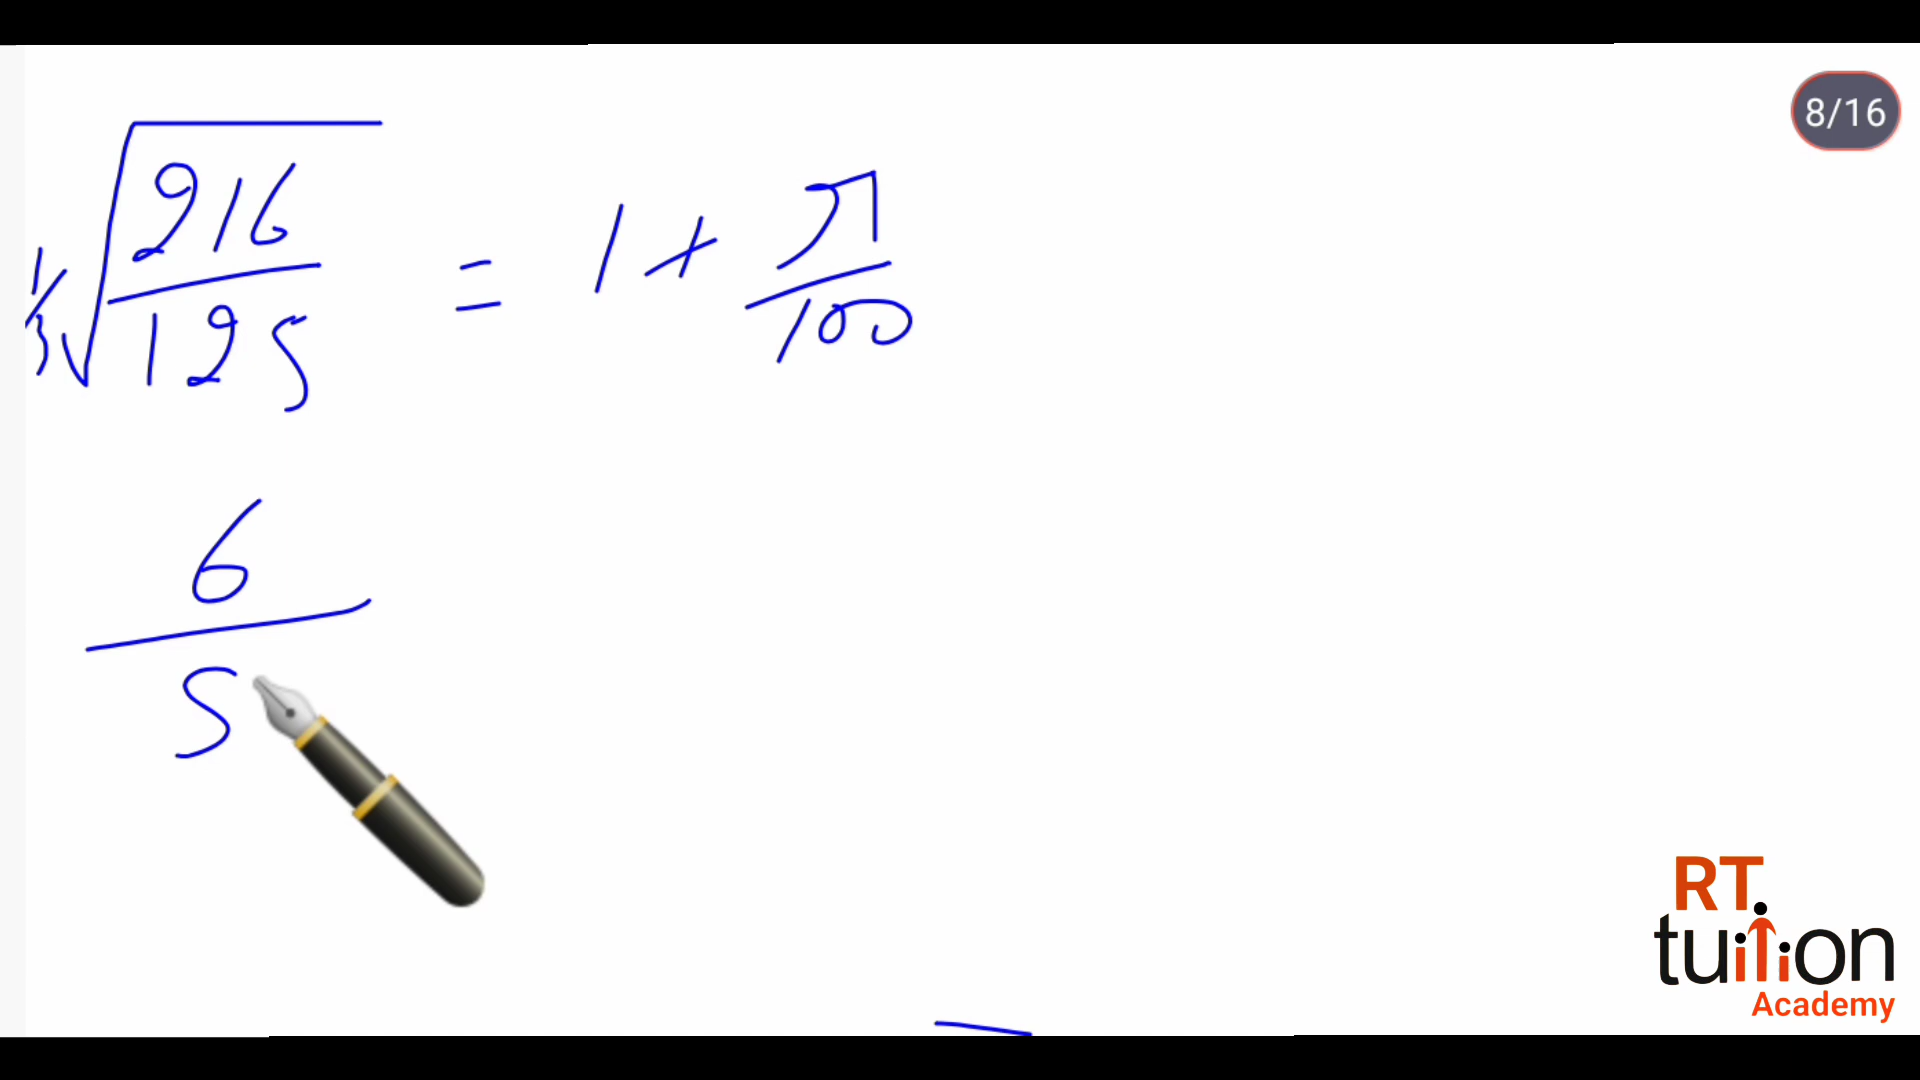 8/16
1/3√216/125 = 1 + R/100
6/5
RT
tuition
Academy